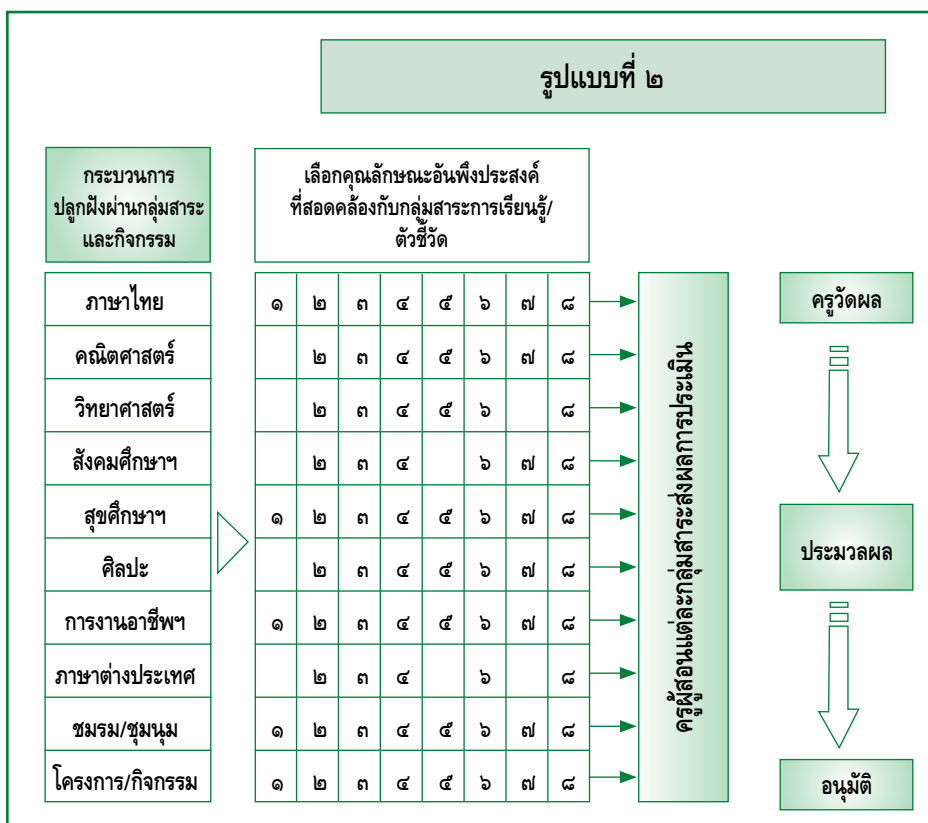 รูปแบบที่ ๒
กระบวนการ
ปลูกฝังผ่านกลุ่มสาระ
และกิจกรรม
เลือกคุณลักษณะอันพึงประสงค์
ที่สอดคล้องกับกลุ่มสาระการเรียนรู้/
ตัวชี้วัด
ภาษาไทย ๑ ๒ ๓ ๔ ๕ ๖ ๗ ๘
คณิตศาสตร์ ๒ ๓ ๔ ๕ ๖ ๗ ๘
วิทยาศาสตร์ ๒ ๓ ๔ ๕ ๖ ๘
สังคมศึกษาฯ ๒ ๓ ๔ ๖ ๗ ๘
สุขศึกษาฯ ๑ ๒ ๓ ๔ ๕ ๖ ๗ ๘
ศิลปะ ๒ ๓ ๔ ๕ ๖ ๗ ๘
การงานอาชีพฯ ๑ ๒ ๓ ๔ ๕ ๖ ๗ ๘
ภาษาต่างประเทศ ๒ ๓ ๔ ๖ ๘
ชมรม/ชุมนุม ๑ ๒ ๓ ๔ ๕ ๖ ๗ ๘
โครงการ/กิจกรรม ๑ ๒ ๓ ๔ ๕ ๖ ๗ ๘
ครูผู้สอนแต่ละกลุ่มสาระส่งผลการประเมิน
ครูวัดผล
ประมวลผล
อนุมัติ